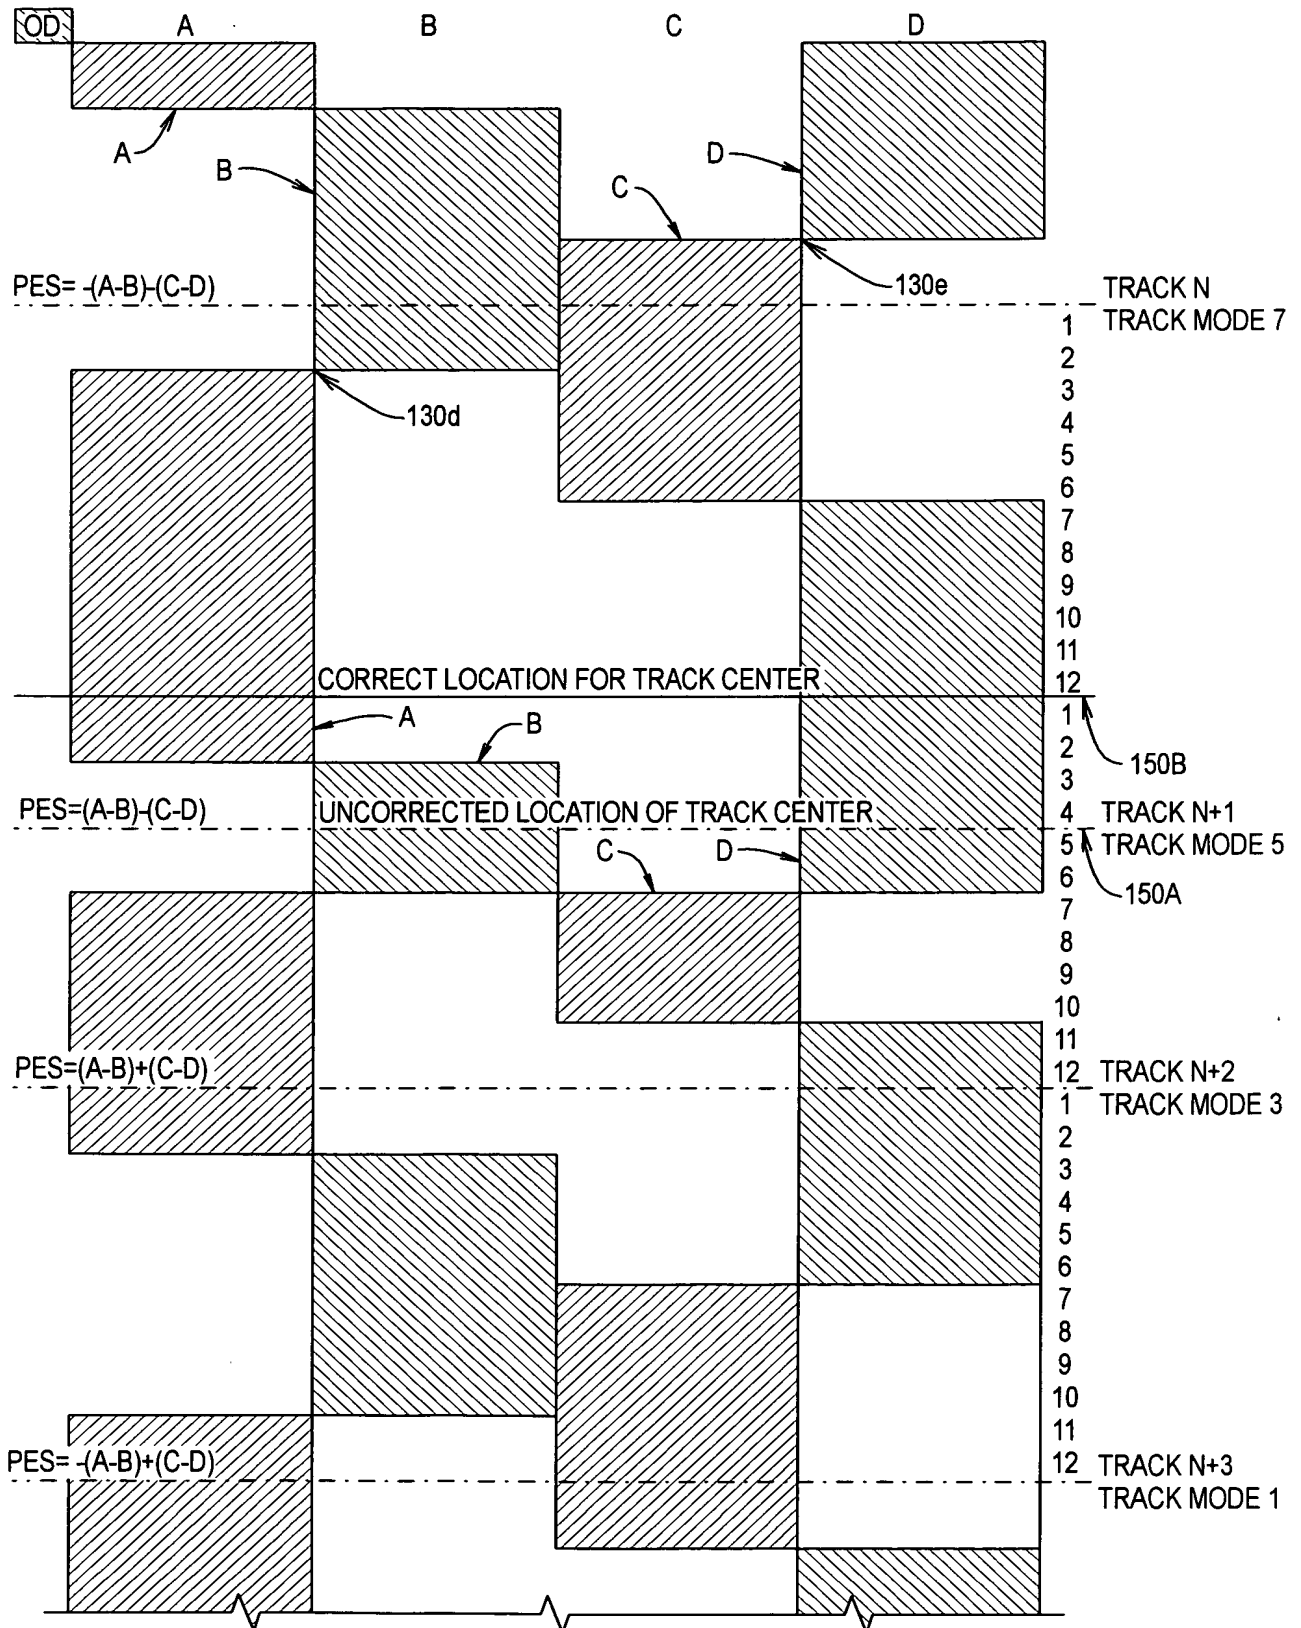 OD A B C D
A
B
D
C
PES= -(A-B)-(C-D)
130e
TRACK N
TRACK MODE 7
1
2
3
130d
4
5
6
7
8
9
10
11
CORRECT LOCATION FOR TRACK CENTER
12
A
B
1
2
150B
3
PES=(A-B)-(C-D)
UNCORRECTED LOCATION OF TRACK CENTER
4
TRACK N+1
C
D
5
TRACK MODE 5
6
150A
7
8
9
10
11
PES=(A-B)+(C-D)
12
TRACK N+2
1
TRACK MODE 3
2
3
4
5
6
7
8
9
10
11
PES= -(A-B)+(C-D)
12
TRACK N+3
TRACK MODE 1